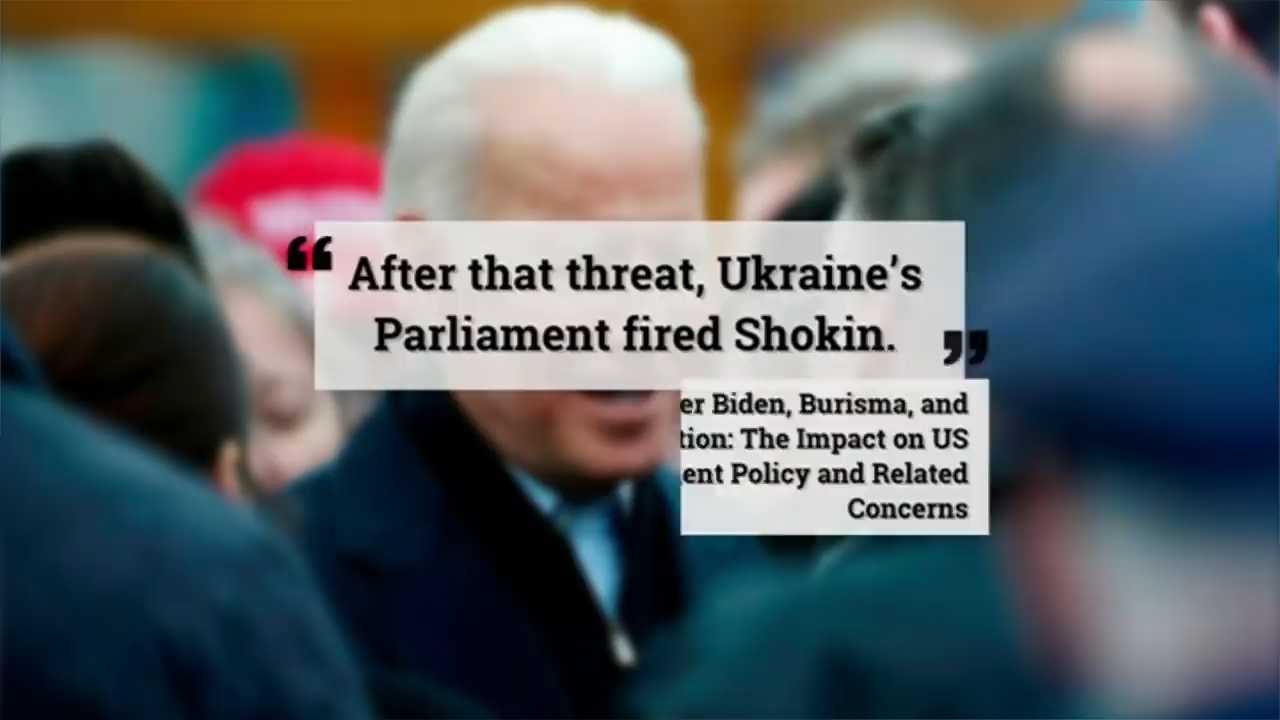 “ After that threat, Ukraine’s
Parliament fired Shokin. ”
er Biden, Burisma, and
tion: The Impact on US
ent Policy and Related
Concerns